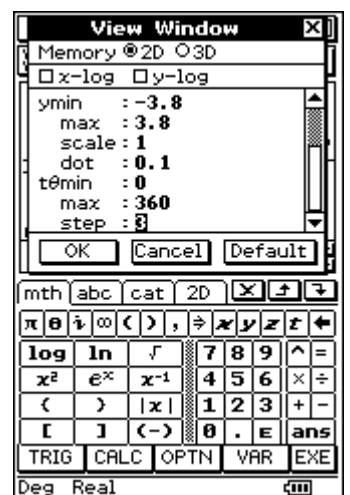 View Window X
Memory 2D 3D
x-log y-log
ymin :-3.8
max :3.8
scale:1
dot :0.1
tθmin :0
max :360
step :3
OK Cancel Default
mth abc cat 2D
π θ i ∞ ( ) , ⇒ x y z t ←
log ln √ 7 8 9 ^ =
x² eˣ x⁻¹ 4 5 6 × ÷
( ) |x| 1 2 3 + −
[ ] (-) 0 . E ans
TRIG CALC OPTN VAR EXE
Deg Real